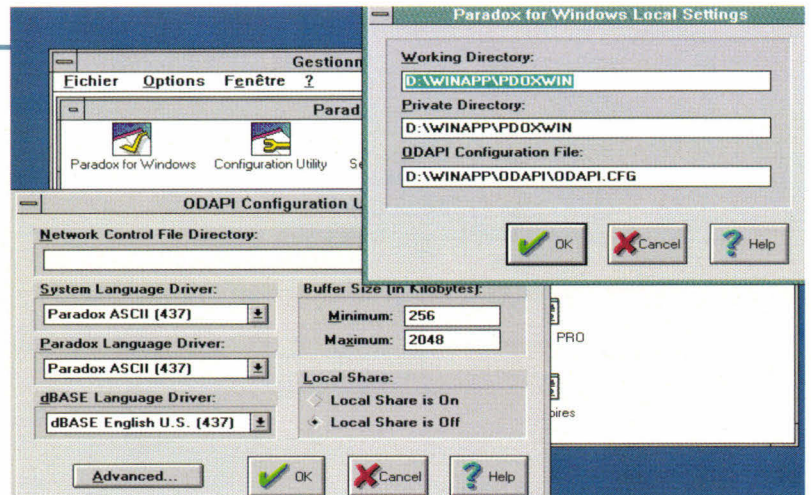 Paradox for Windows Local Settings
Working Directory:
D:\WINAPP\PDOXWIN
Private Directory:
D:\WINAPP\PDOXWIN
ODAPI Configuration File:
D:\WINAPP\ODAPI\ODAPI.CFG
OK
Cancel
Help
Fichier Options Fenêtre ?
Paradox for Windows
Configuration Utility
ODAPI Configuration
Network Control File Directory:
System Language Driver:
Paradox ASCII (437)
Paradox Language Driver:
Paradox ASCII (437)
dBASE Language Driver:
dBASE English U.S. (437)
Buffer Size (in Kilobytes):
Minimum: 256
Maximum: 2048
Local Share:
Local Share is On
Local Share is Off
Advanced...
OK
Cancel
Help
PRO